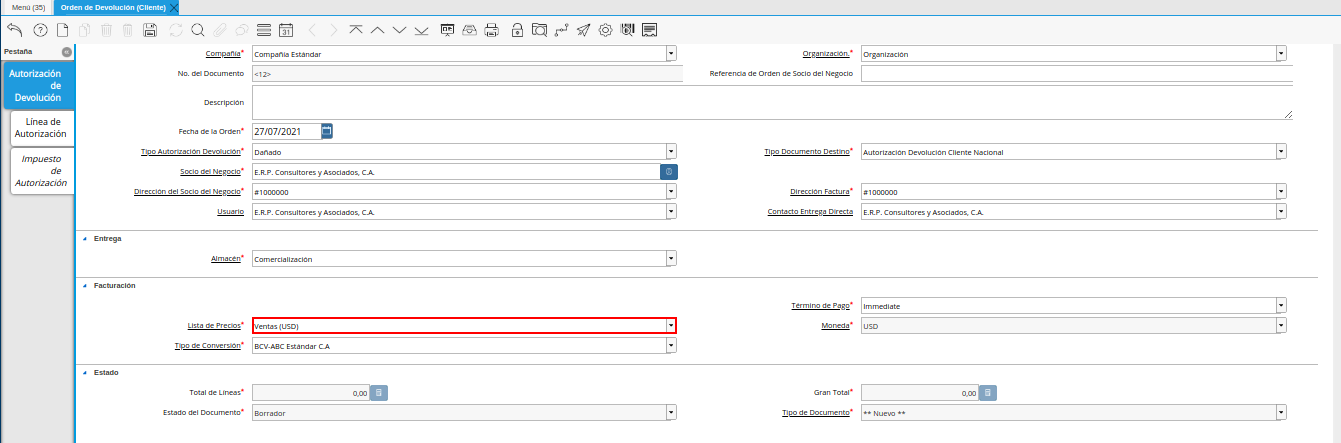 Menú (35) Orden de Devolución (Cliente)
31
Pestaña
Autorización
de
Devolución
Línea de
Autorización
Impuesto
de
Autorización
Compañía* Compañía Estándar Organización* Organización
No. del Documento <12> Referencia de Orden de Socio del Negocio
Descripción
Fecha de la Orden* 27/07/2021
Tipo Autorización Devolución* Dañado Tipo Documento Destino* Autorización Devolución Cliente Nacional
Socio del Negocio* E.R.P. Consultores y Asociados, C.A.
Dirección del Socio del Negocio* #1000000 Dirección Factura* #1000000
Usuario E.R.P. Consultores y Asociados, C.A. Contacto Entrega Directa E.R.P. Consultores y Asociados, C.A.
Entrega
Almacén* Comercialización
Facturación
Término de Pago* Immediate
Lista de Precios* Ventas (USD) Moneda* USD
Tipo de Conversión* BCV-ABC Estándar C.A
Estado
Total de Líneas* 0,00 Gran Total* 0,00
Estado del Documento* Borrador Tipo de Documento* ** Nuevo **